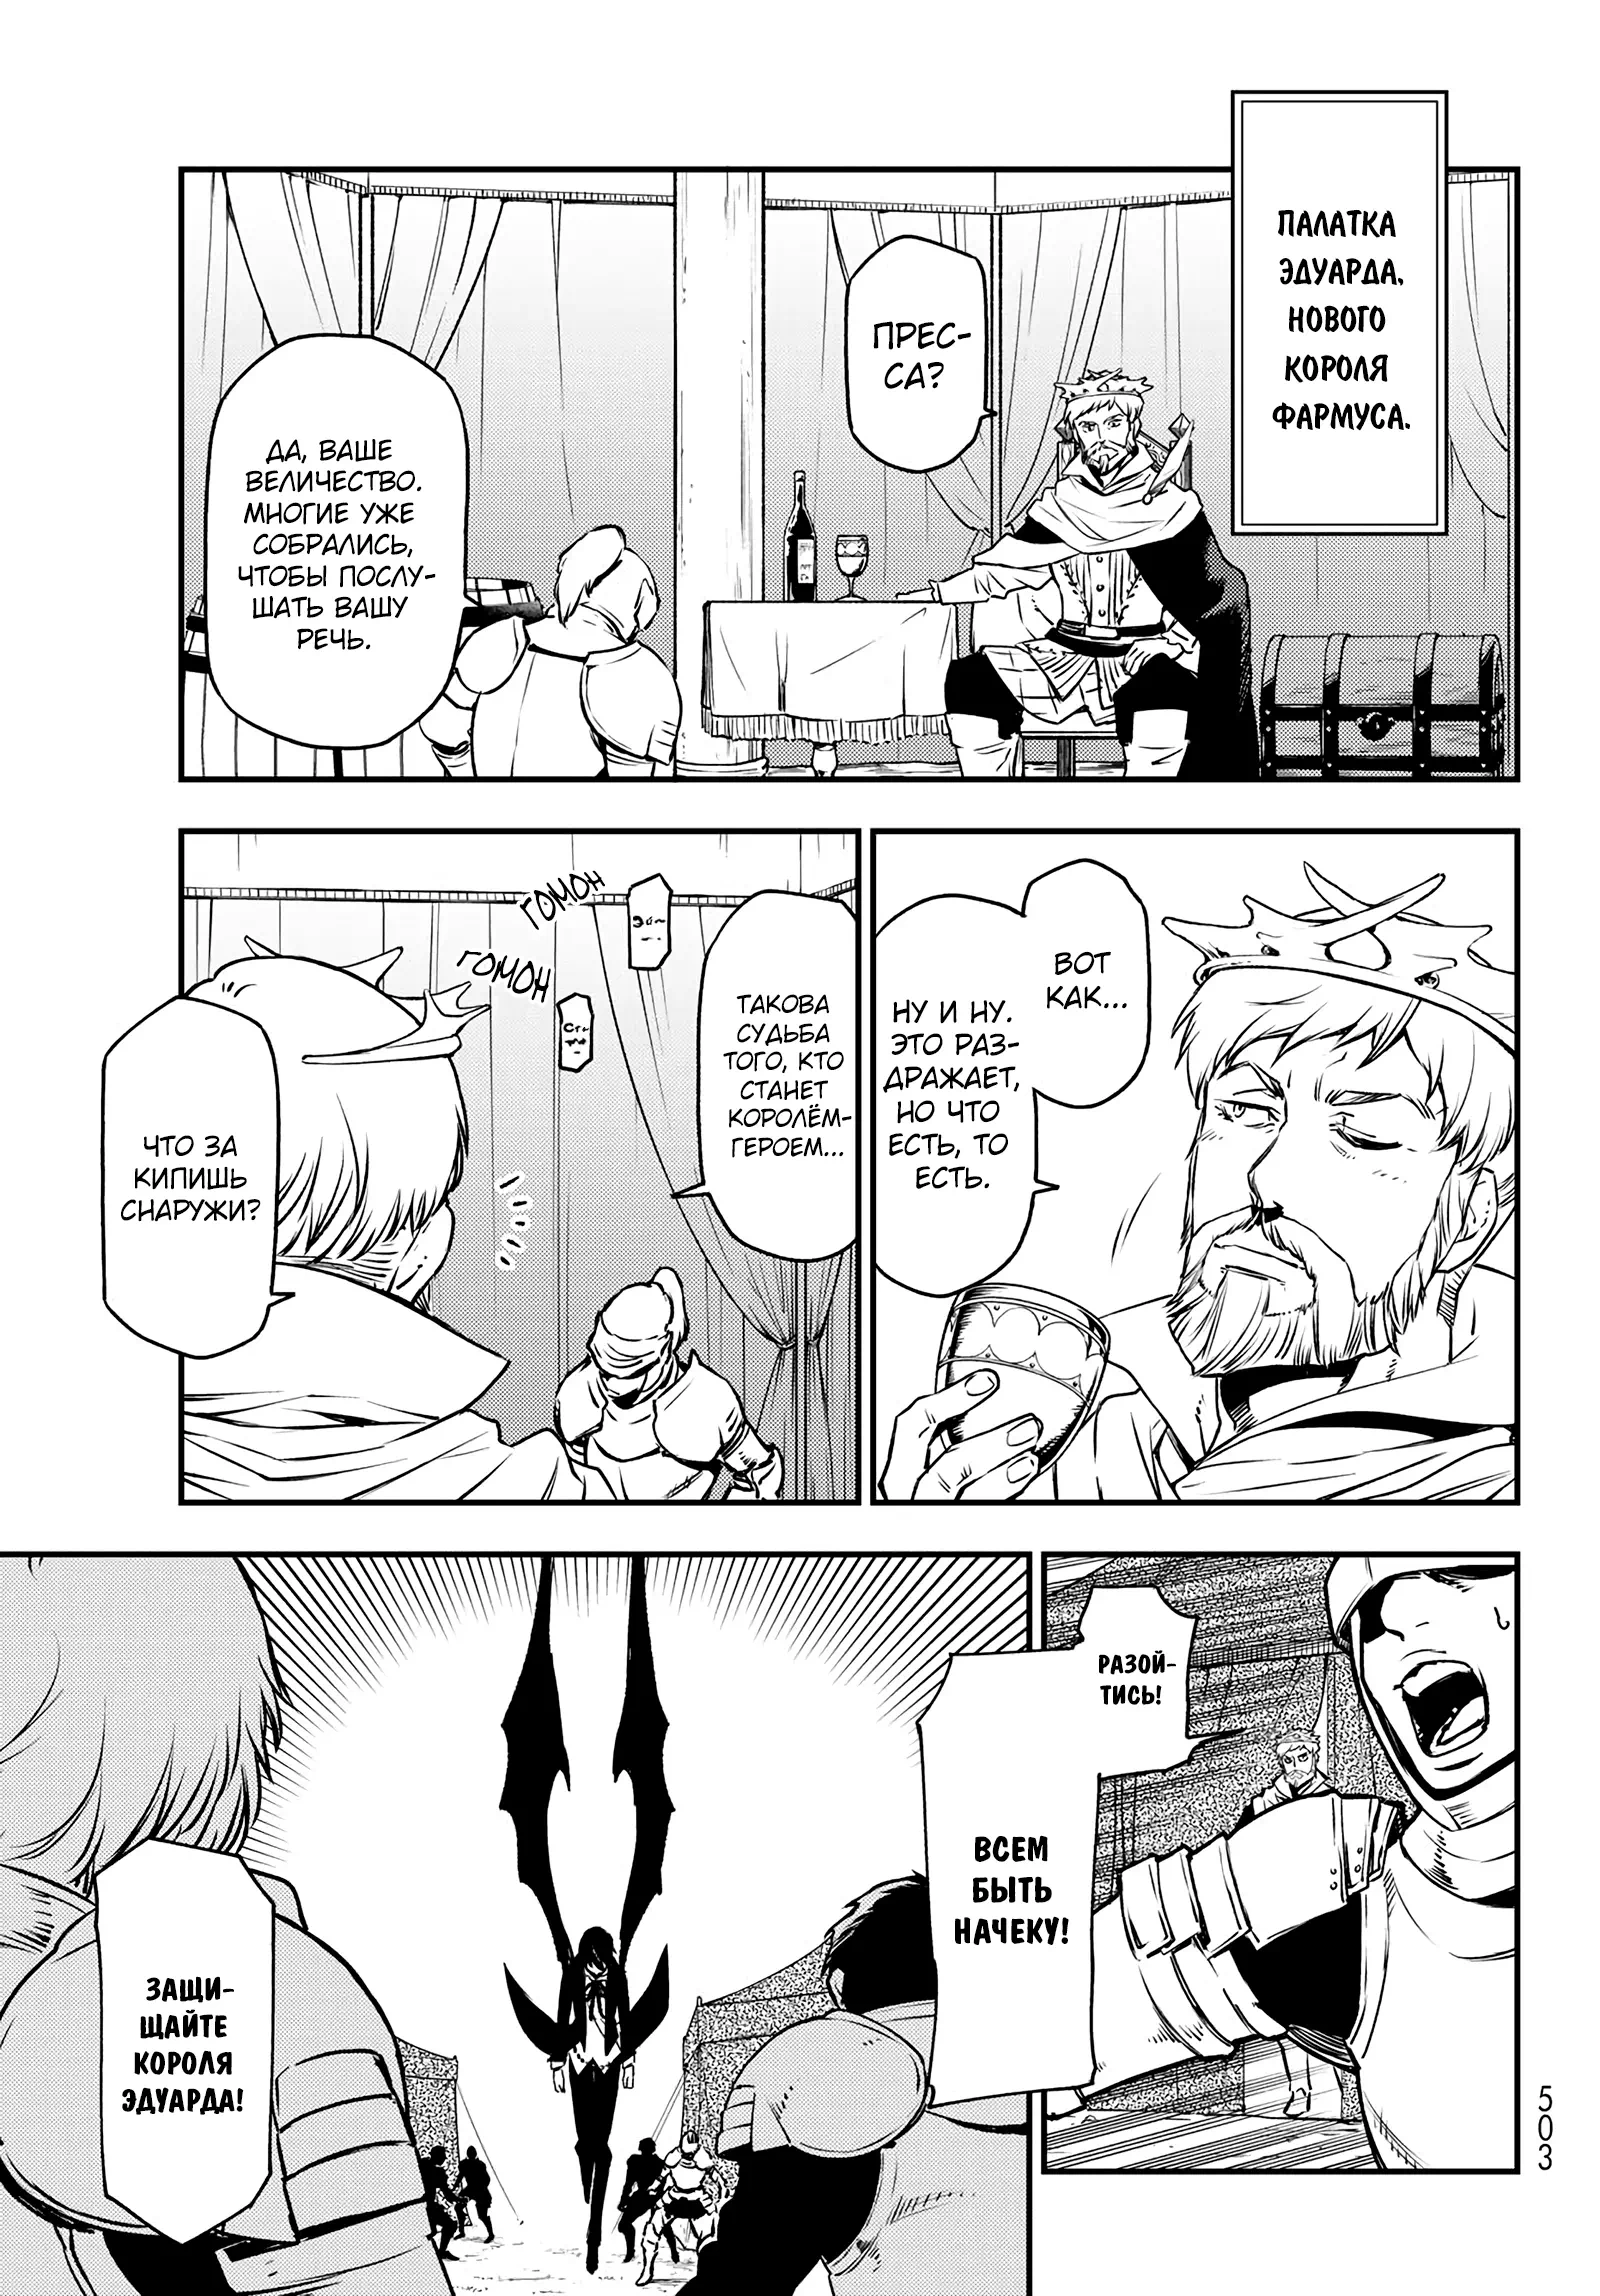 ПАЛАТКА
ЭДУАРДА,
НОВОГО
КОРОЛЯ
ФАРМУСА.
ПРЕС-
СА?
ДА, ВАШЕ
ВЕЛИЧЕСТВО.
МНОГИЕ УЖЕ
СОБРАЛИСЬ,
ЧТОБЫ ПОСЛУ-
ШАТЬ ВАШУ
РЕЧЬ.
ВОТ
КАК...
НУ И НУ.
ЭТО РАЗ-
ДРАЖАЕТ,
НО ЧТО
ЕСТЬ, ТО
ЕСТЬ.
ТАКОВА
СУДЬБА
ТОГО, КТО
СТАНЕТ
КОРОЛЁМ-
ГЕРОЕМ...
Эй~
ГОМОН
ГОМОН
ЧТО ЗА
КИПИШЬ
СНАРУЖИ?
РАЗОЙ-
ТИСЬ!
ВСЕМ
БЫТЬ
НАЧЕКУ!
ЗАЩИ-
ЩАЙТЕ
КОРОЛЯ
ЭДУАРДА!
503